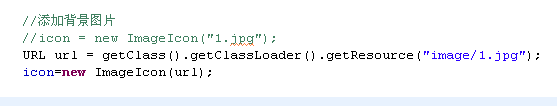 //添加背景图片
//icon = new ImageIcon("1.jpg");
URL url = getClass().getClassLoader().getResource("image/1.jpg");
icon=new ImageIcon(url);